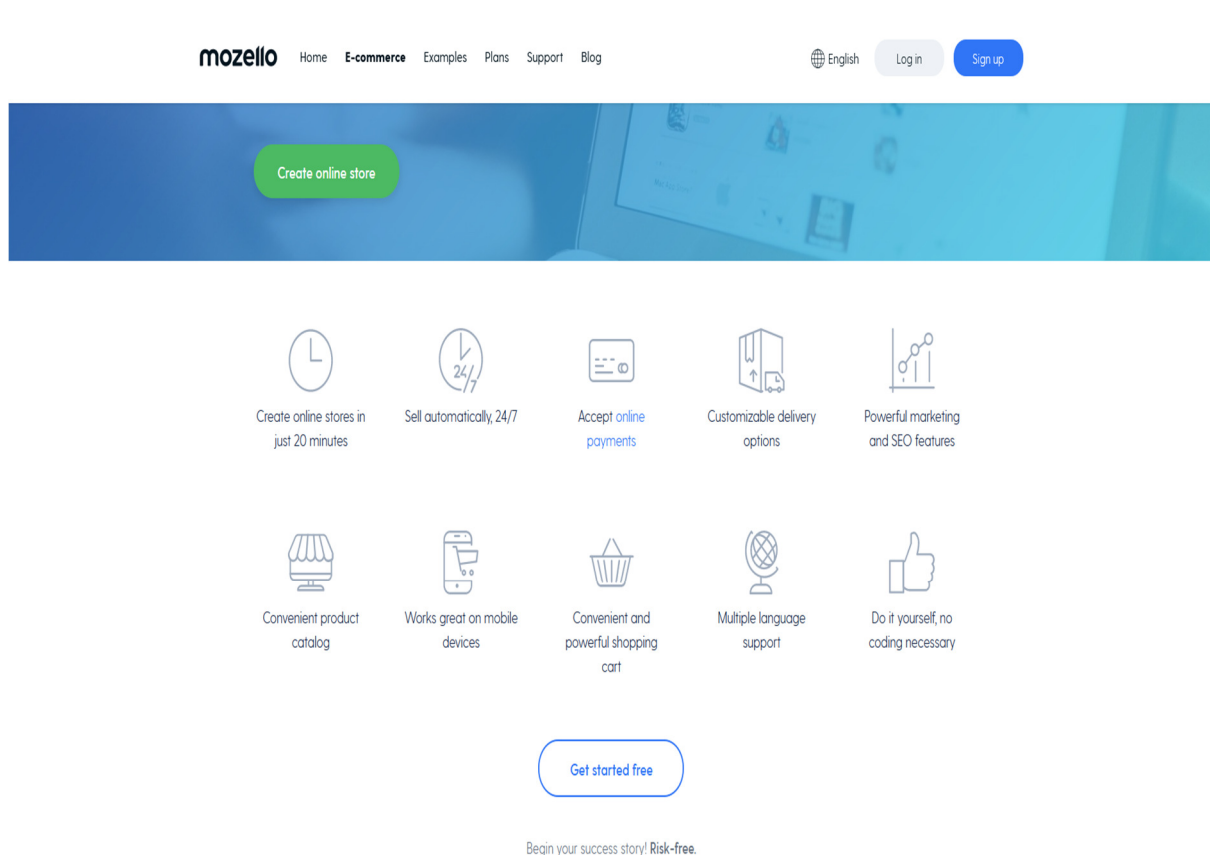 mozello Home E-commerce Examples Plans Support Blog English Log in Sign up
Create online store
24/7
Create online stores in
just 20 minutes
Sell automatically, 24/7
Accept online
payments
Customizable delivery
options
Powerful marketing
and SEO features
Convenient product
catalog
Works great on mobile
devices
Convenient and
powerful shopping
cart
Multiple language
support
Do it yourself, no
coding necessary
Get started free
Begin your success story! Risk-free.